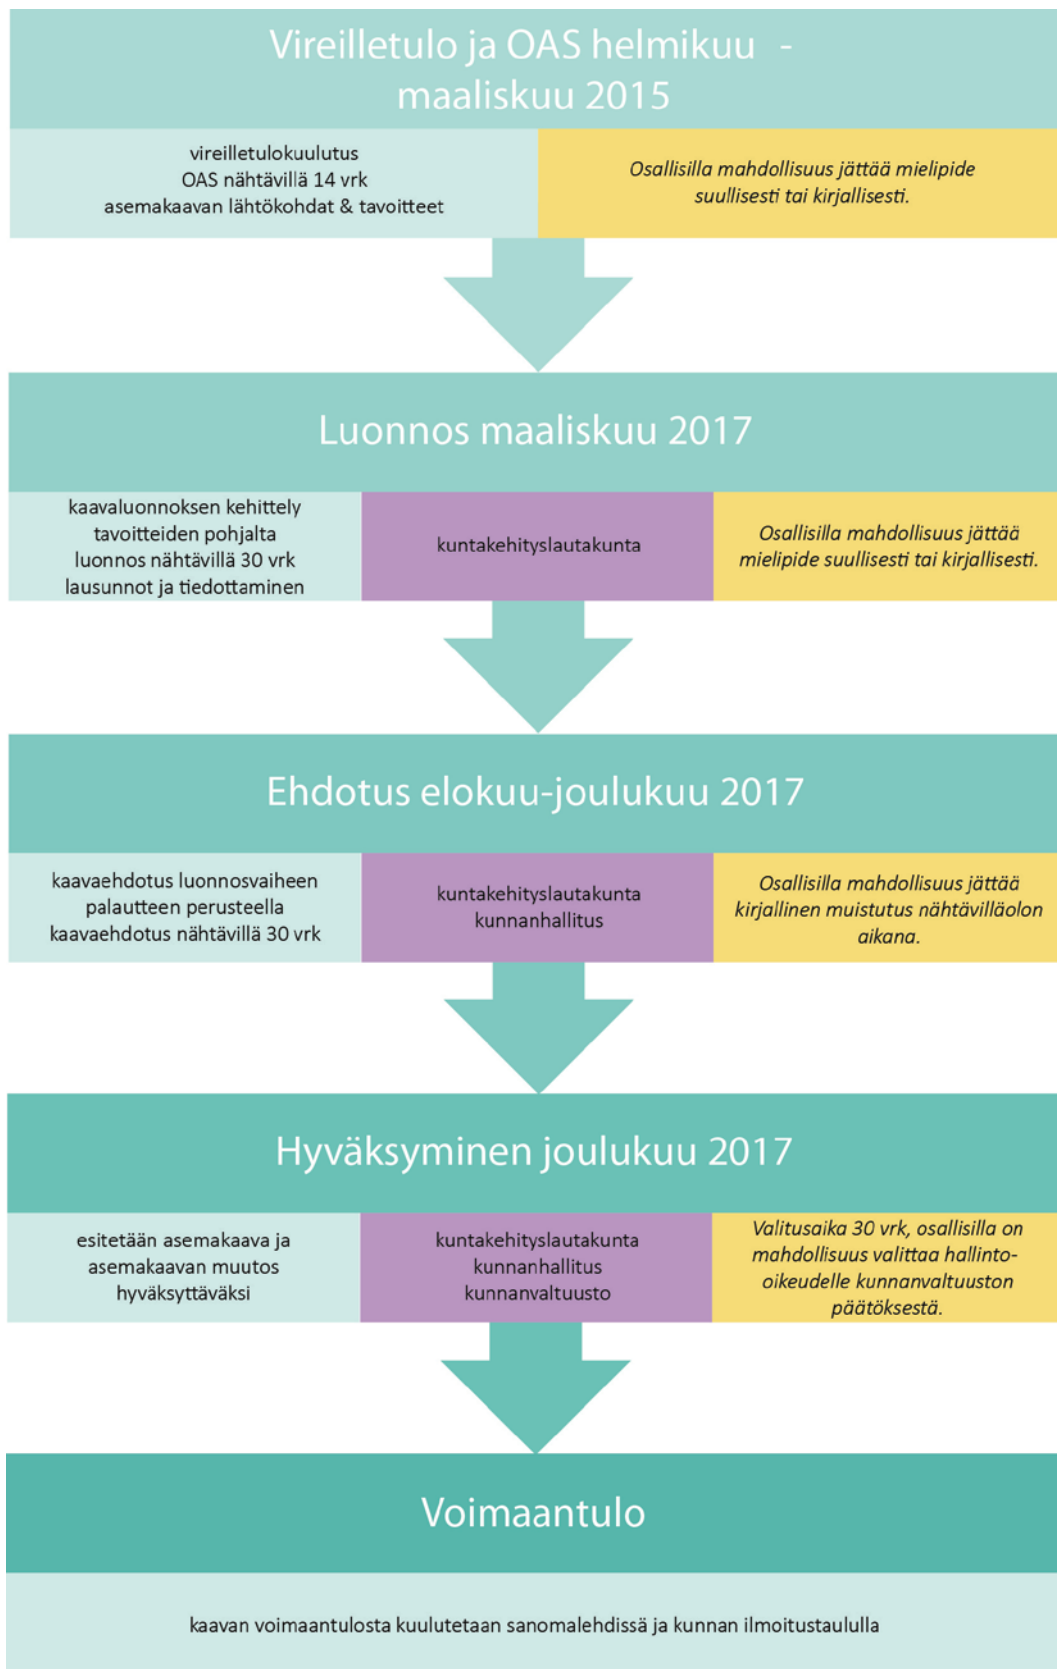 Vireilletulo ja OAS helmikuu -
maaliskuu 2015
vireilletulokuulutus
OAS nähtävillä 14 vrk
asemakaavan lähtökohdat & tavoitteet
Osallisilla mahdollisuus jättää mielipide
suullisesti tai kirjallisesti.
Luonnos maaliskuu 2017
kaavaluonnoksen kehittely
tavoitteiden pohjalta
luonnos nähtävillä 30 vrk
lausunnot ja tiedottaminen
kuntakehityslautakunta
Osallisilla mahdollisuus jättää
mielipide suullisesti tai kirjallisesti.
Ehdotus elokuu-joulukuu 2017
kaavaehdotus luonnosvaiheen
palautteen perusteella
kaavaehdotus nähtävillä 30 vrk
kuntakehityslautakunta
kunnanhallitus
Osallisilla mahdollisuus jättää
kirjallinen muistutus nähtävilläolon
aikana.
Hyväksyminen joulukuu 2017
esitetään asemakaava ja
asemakaavan muutos
hyväksyttäväksi
kuntakehityslautakunta
kunnanhallitus
kunnanvaltuusto
Valitusaika 30 vrk, osallisilla on
mahdollisuus valittaa hallinto-
oikeudelle kunnanvaltuuston
päätöksestä.
Voimaantulo
kaavan voimaantulosta kuulutetaan sanomalehdissä ja kunnan ilmoitustaululla